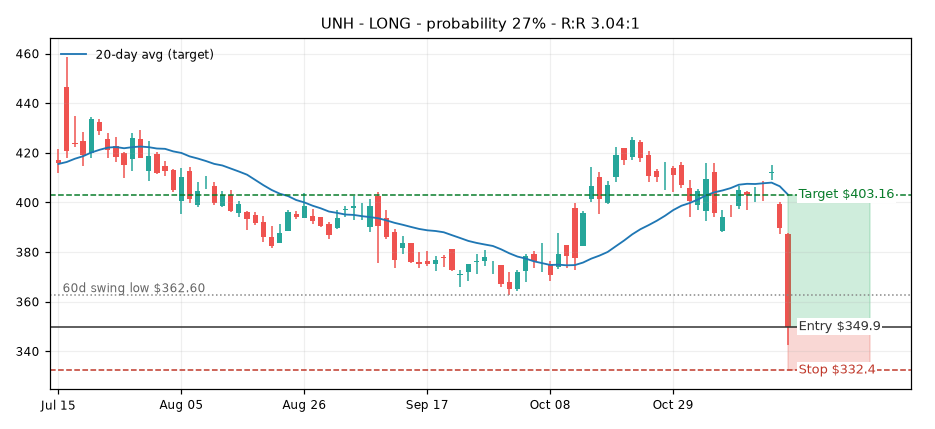 UNH - LONG - probability 27% - R:R 3.04:1
20-day avg (target)
460
440
420
400
380
360
340
Target $403.16
60d swing low $362.60
Entry $349.9
Stop $332.4
Jul 15
Aug 05
Aug 26
Sep 17
Oct 08
Oct 29